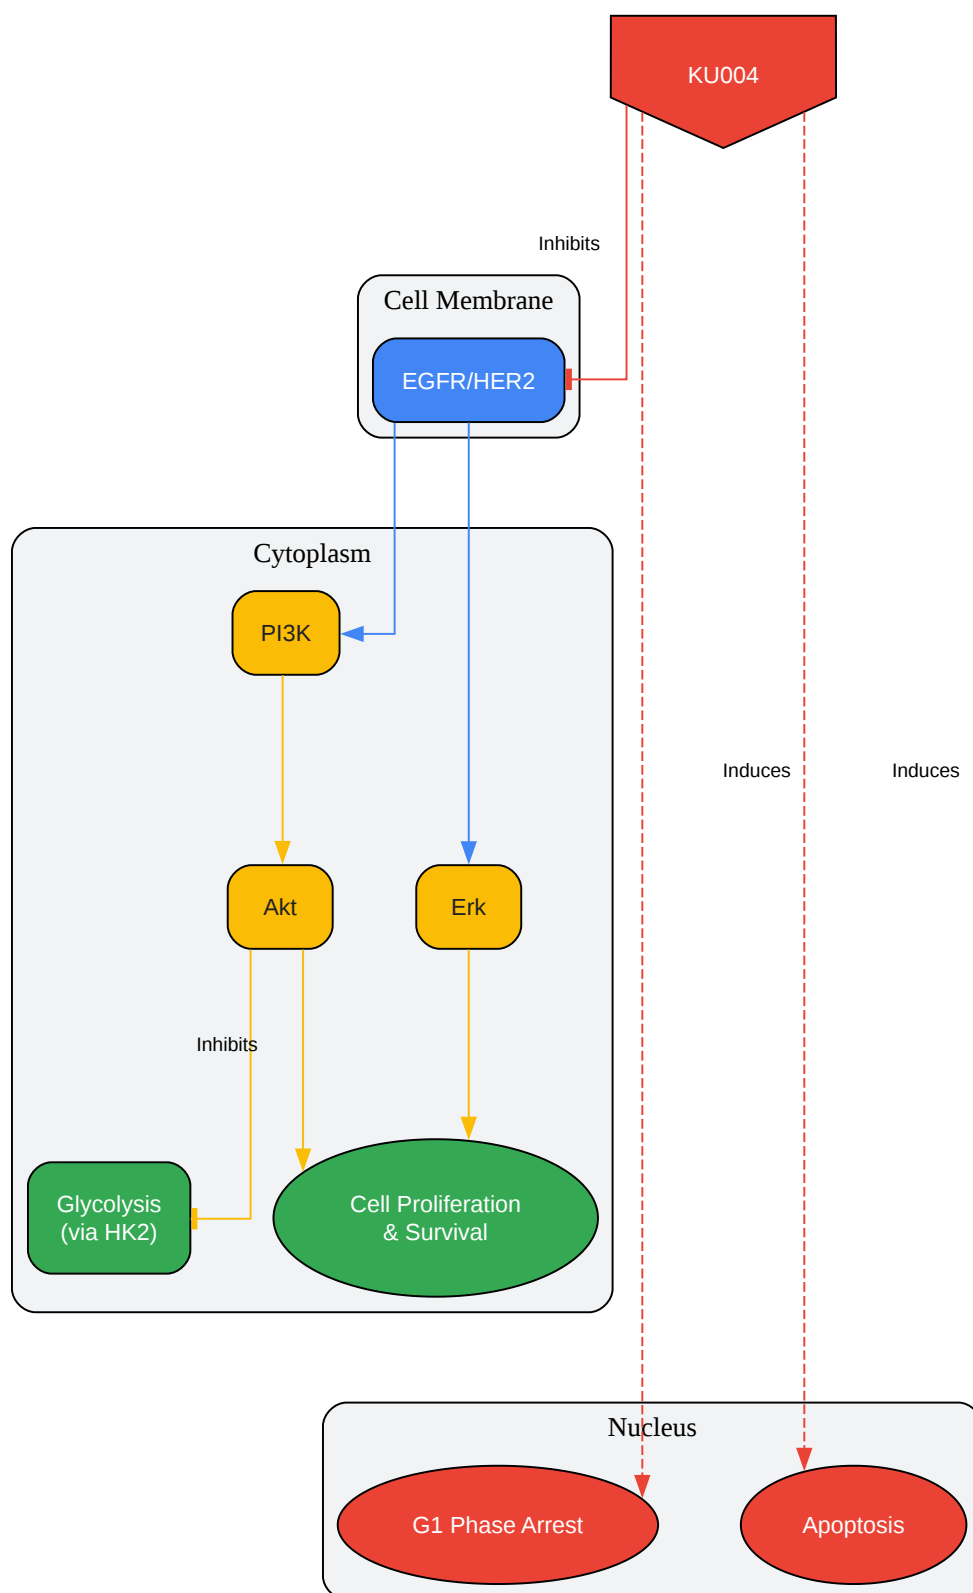 KU004
Inhibits
Cell Membrane
EGFR/HER2
Cytoplasm
PI3K
Induces
Induces
Akt
Erk
Inhibits
Glycolysis
(via HK2)
Cell Proliferation
& Survival
Nucleus
G1 Phase Arrest
Apoptosis